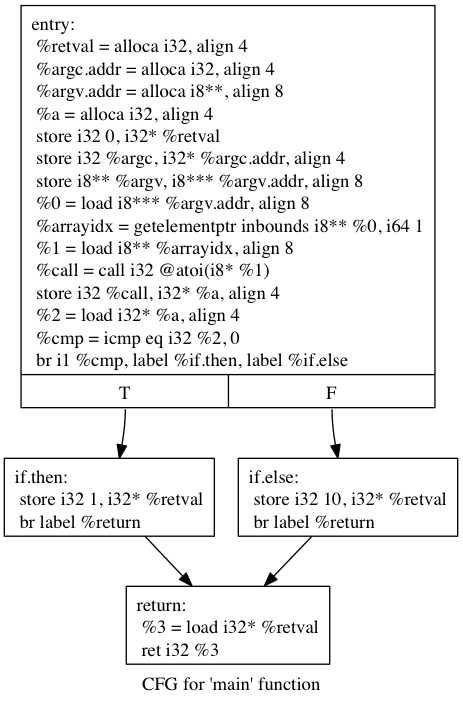 entry:
%retval = alloca i32, align 4
%argc.addr = alloca i32, align 4
%argv.addr = alloca i8**, align 8
%a = alloca i32, align 4
store i32 0, i32* %retval
store i32 %argc, i32* %argc.addr, align 4
store i8** %argv, i8*** %argv.addr, align 8
%0 = load i8*** %argv.addr, align 8
%arrayidx = getelementptr inbounds i8** %0, i64 1
%1 = load i8** %arrayidx, align 8
%call = call i32 @atoi(i8* %1)
store i32 %call, i32* %a, align 4
%2 = load i32* %a, align 4
%cmp = icmp eq i32 %2, 0
br i1 %cmp, label %if.then, label %if.else
T
F
if.then:
store i32 1, i32* %retval
br label %return
if.else:
store i32 10, i32* %retval
br label %return
return:
%3 = load i32* %retval
ret i32 %3
CFG for 'main' function